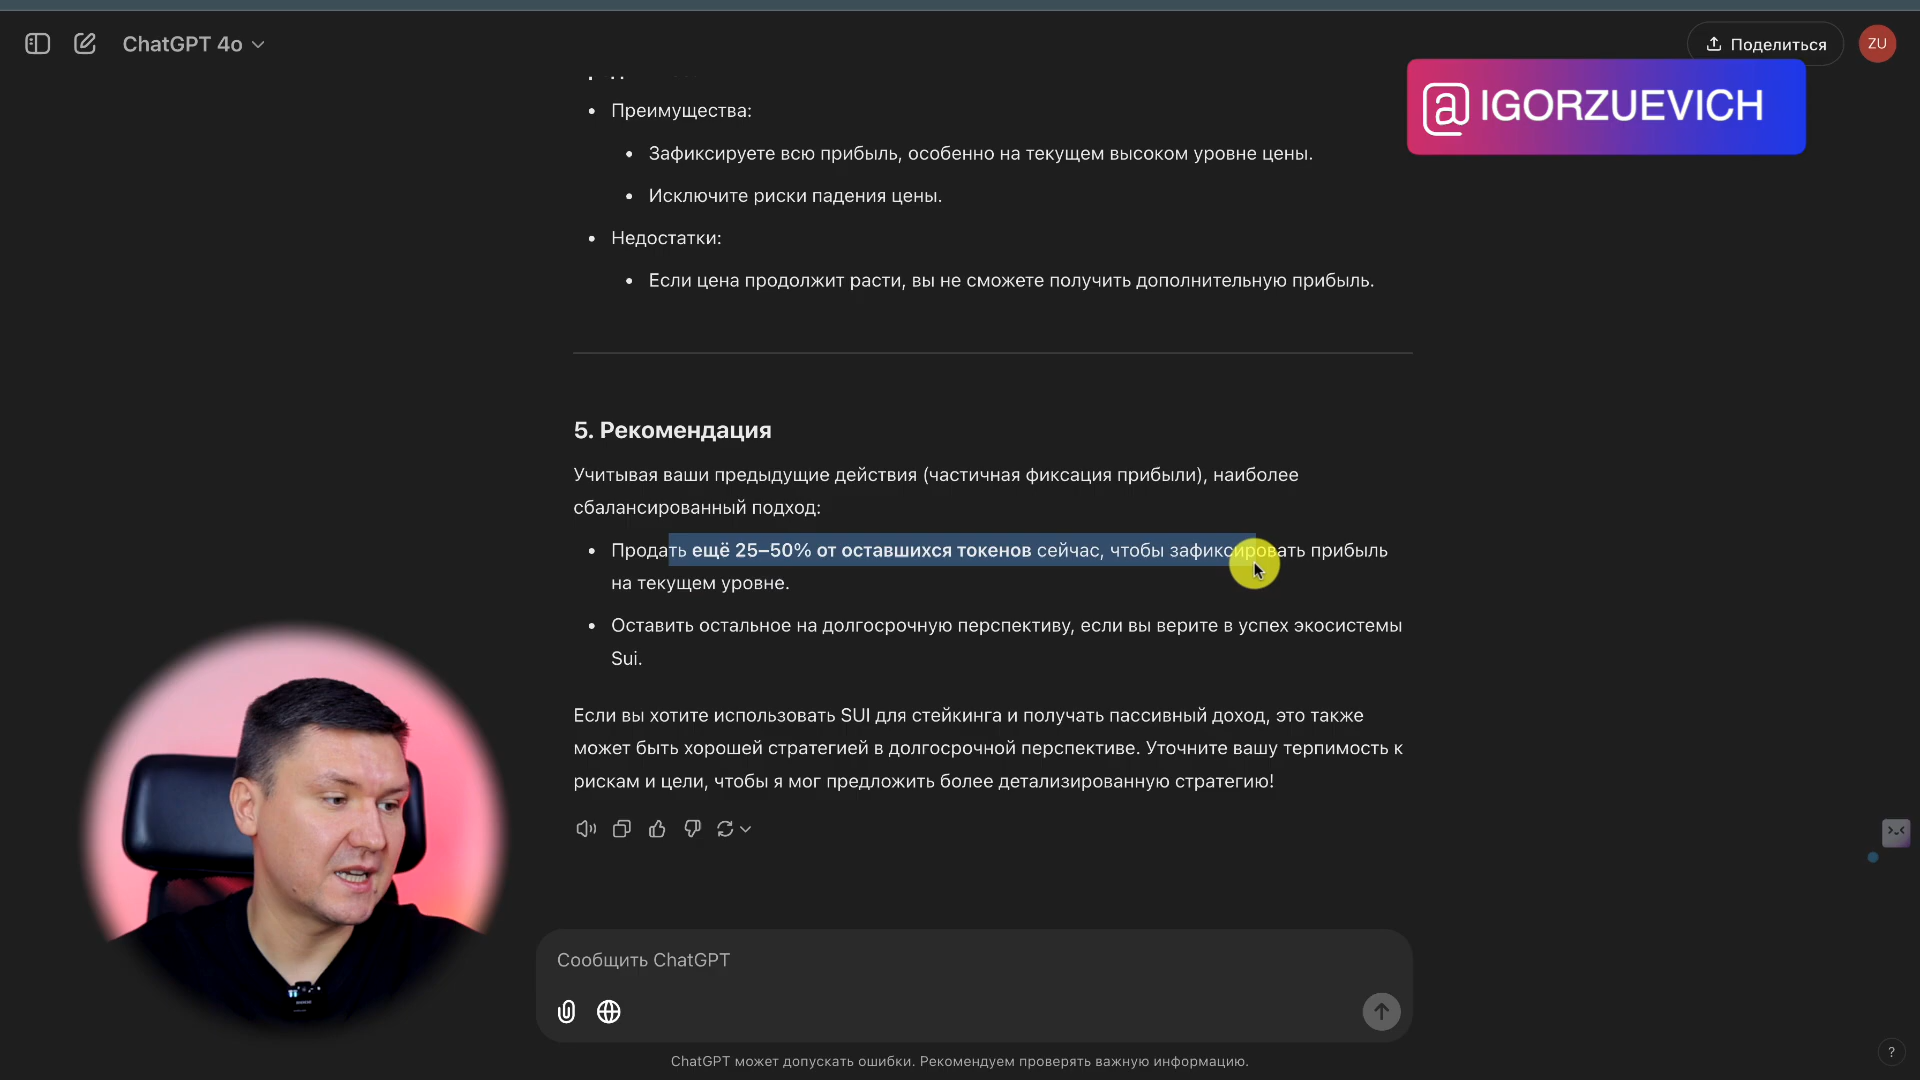 ChatGPT 4o
Поделиться
ZU
@IGORZUEVICH
Преимущества:
Зафиксируете всю прибыль, особенно на текущем высоком уровне цены.
Исключите риски падения цены.
Недостатки:
Если цена продолжит расти, вы не сможете получить дополнительную прибыль.
5. Рекомендация
Учитывая ваши предыдущие действия (частичная фиксация прибыли), наиболее
сбалансированный подход:
Продать ещё 25–50% от оставшихся токенов сейчас, чтобы зафиксировать прибыль
на текущем уровне.
Оставить остальное на долгосрочную перспективу, если вы верите в успех экосистемы
Sui.
Если вы хотите использовать SUI для стейкинга и получать пассивный доход, это также
может быть хорошей стратегией в долгосрочной перспективе. Уточните вашу терпимость к
рискам и цели, чтобы я мог предложить более детализированную стратегию!
Сообщить ChatGPT
ChatGPT может допускать ошибки. Рекомендуем проверять важную информацию.
?